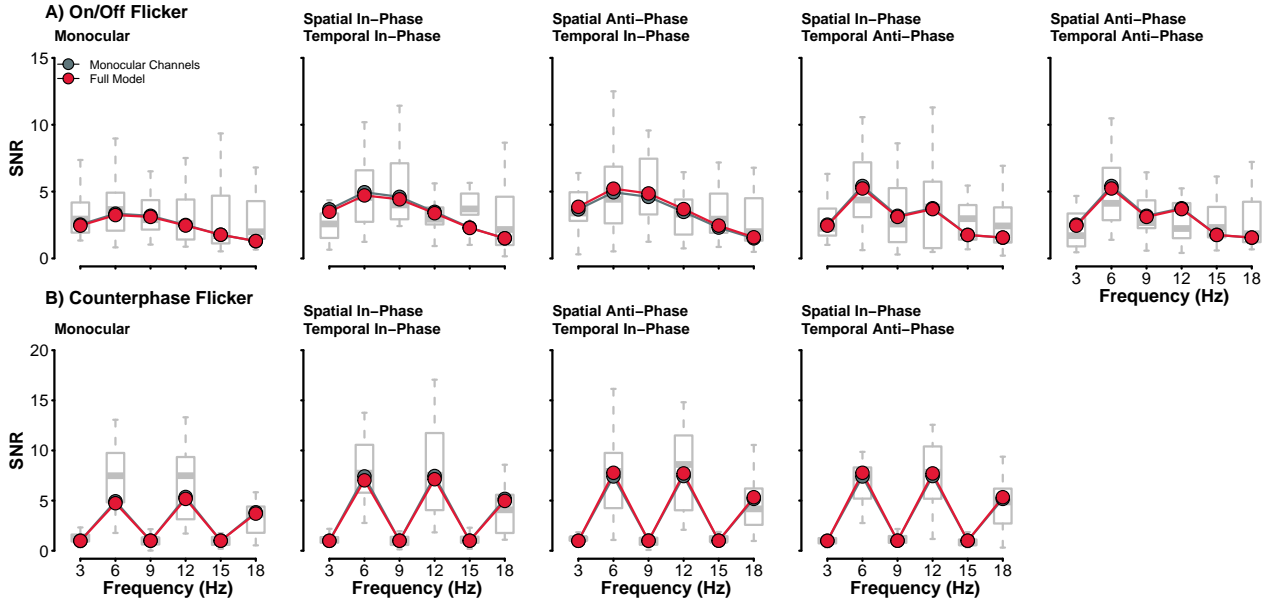 A) On/Off Flicker
Monocular
Spatial In−Phase
Temporal In−Phase
Spatial Anti−Phase
Temporal In−Phase
Spatial In−Phase
Temporal Anti−Phase
Spatial Anti−Phase
Temporal Anti−Phase
15
10
5
0
SNR
Monocular Channels
Full Model
3 6 9 12 15 18
Frequency (Hz)
B) Counterphase Flicker
Monocular
Spatial In−Phase
Temporal In−Phase
Spatial Anti−Phase
Temporal In−Phase
Spatial In−Phase
Temporal Anti−Phase
20
15
10
5
0
SNR
3 6 9 12 15 18
3 6 9 12 15 18
3 6 9 12 15 18
3 6 9 12 15 18
Frequency (Hz)
Frequency (Hz)
Frequency (Hz)
Frequency (Hz)